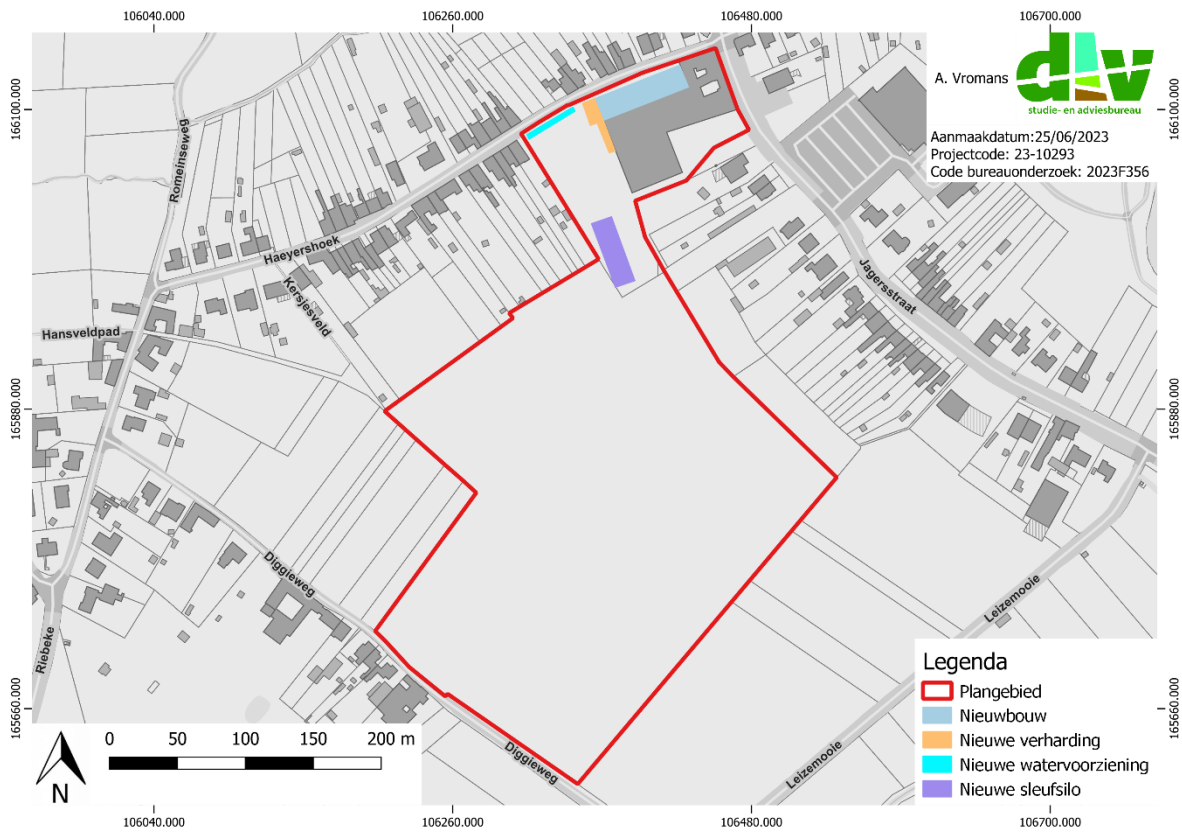 106040.000 106260.000 106480.000 106700.000
A. Vromans
dlv
studie- en adviesbureau
Aanmaakdatum:25/06/2023
Projectcode: 23-10293
Code bureauonderzoek: 2023F356
166100.000
166100.000
Romeinseweg
Haeyershoek
Kersjesveld
Hansveldpad
Jagersstraat
165880.000
165880.000
Diggieweg
Leizemooie
Riebeke
165660.000
165660.000
Diggieweg
Leizemooie
Legenda
Plangebied
Nieuwbouw
Nieuwe verharding
Nieuwe watervoorziening
Nieuwe sleufsilo
0 50 100 150 200 m
N
106040.000 106260.000 106480.000 106700.000